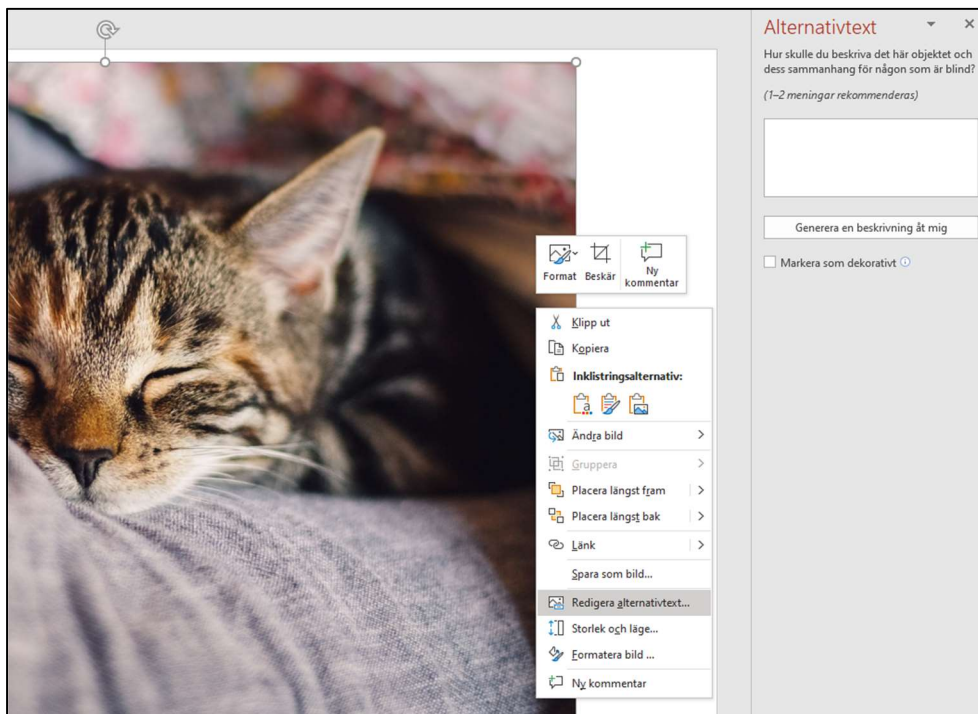 Alternativtext
Hur skulle du beskriva det här objektet och
dess sammanhang för någon som är blind?
(1–2 meningar rekommenderas)
Generera en beskrivning åt mig
Markera som dekorativt
Format
Beskär
Ny
kommentar
Klipp ut
Kopiera
Inklistringsalternativ:
Ändra bild
Gruppera
Placera längst fram
Placera längst bak
Länk
Spara som bild...
Redigera alternativtext...
Storlek och läge...
Formatera bild ...
Ny kommentar